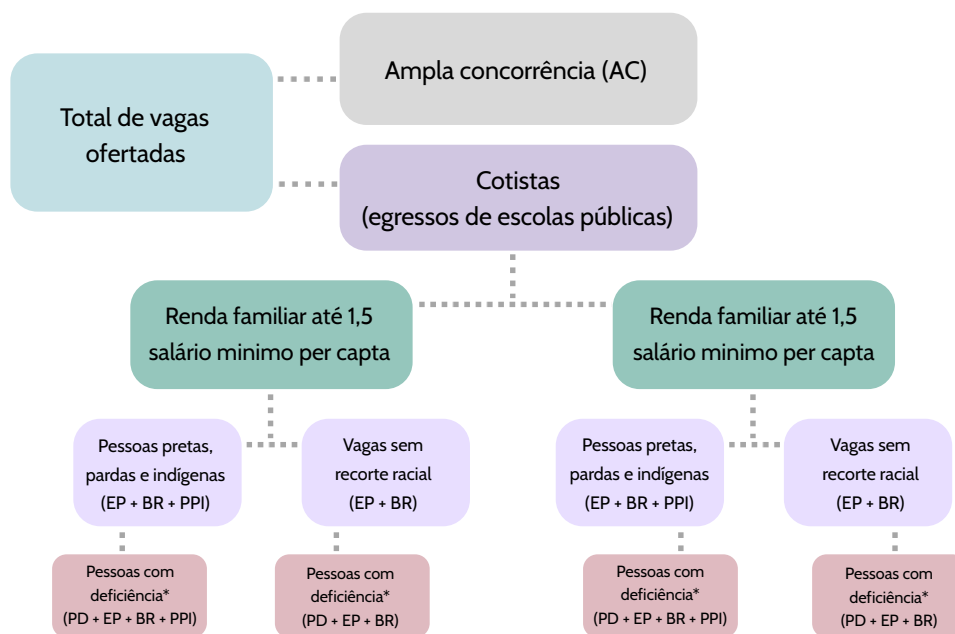 Total de vagas
ofertadas
Ampla concorrência (AC)
Cotistas
(egressos de escolas públicas)
Renda familiar até 1,5
salário minimo per capta
Renda familiar até 1,5
salário minimo per capta
Pessoas pretas,
pardas e indígenas
(EP + BR + PPI)
Vagas sem
recorte racial
(EP + BR)
Pessoas pretas,
pardas e indígenas
(EP + BR + PPI)
Vagas sem
recorte racial
(EP + BR)
Pessoas com
deficiência*
(PD + EP + BR + PPI)
Pessoas com
deficiência*
(PD + EP + BR)
Pessoas com
deficiência*
(PD + EP + BR + PPI)
Pessoas com
deficiência*
(PD + EP + BR)